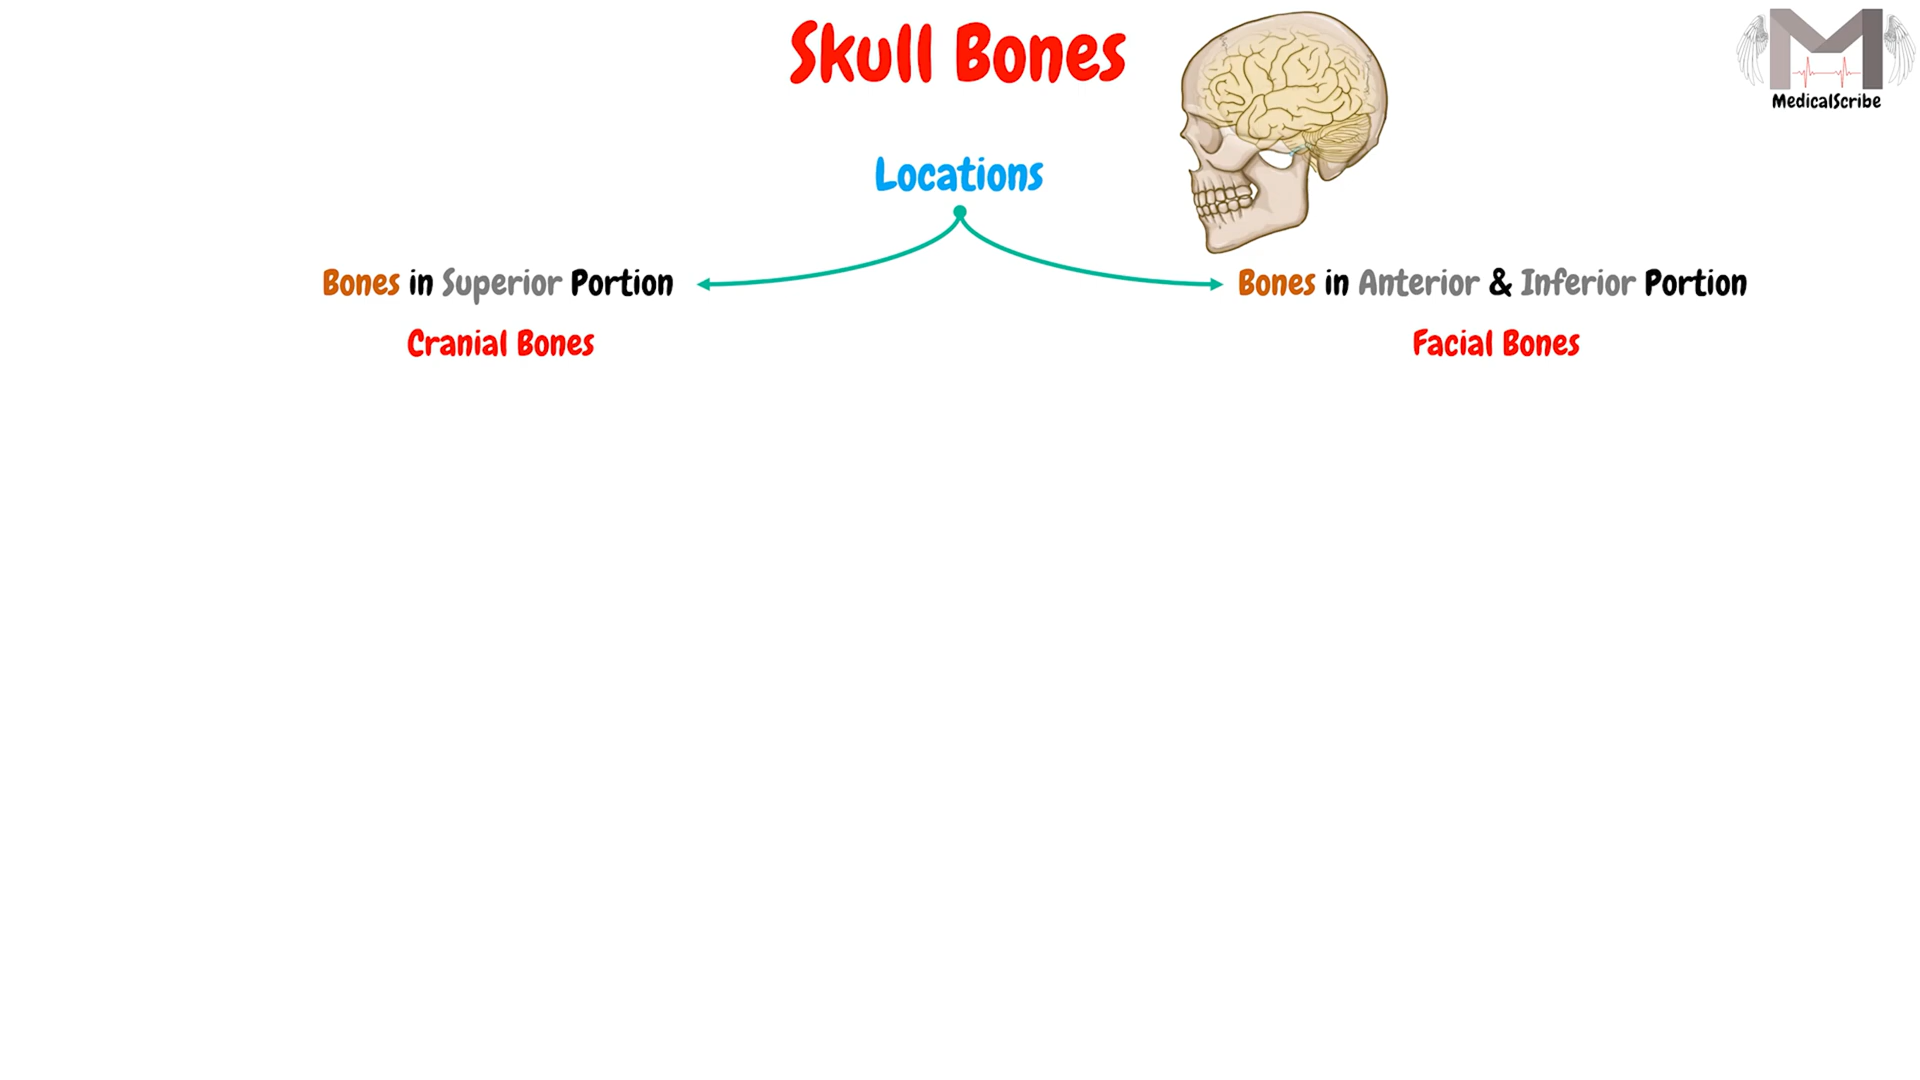 Skull Bones
MedicalScribe
Locations
Bones in Superior Portion
Bones in Anterior & Inferior Portion
Cranial Bones
Facial Bones